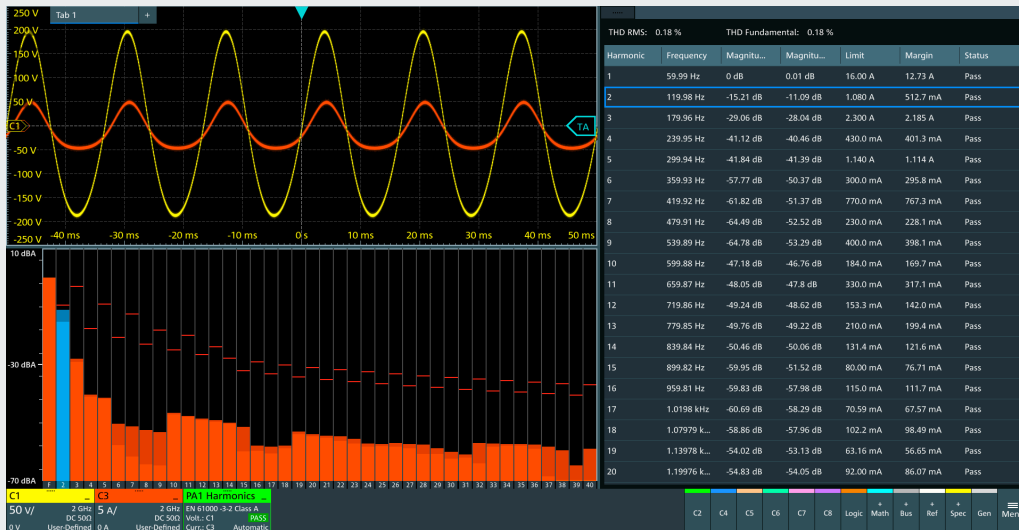 250 V
Tab 1
+
200 V
150 V
100 V
50 V
C1
TA
-50 V
-100 V
-150 V
-200 V
-250 V -40 ms -30 ms -20 ms -10 ms 0 s 10 ms 20 ms 30 ms 40 ms 50 ms
10 dBA
-30 dBA
-70 dBA
F 2 3 4 5 6 7 8 9 10 11 12 13 14 15 16 17 18 19 20 21 22 23 24 25 26 27 28 29 30 31 32 33 34 35 36 37 38 39 40
THD RMS: 0.18 % THD Fundamental: 0.18 %
Harmonic Frequency Magnitu... Magnitu... Limit Margin Status
1 59.99 Hz 0 dB 0.01 dB 16.00 A 12.73 A Pass
2 119.98 Hz -15.21 dB -11.09 dB 1.080 A 512.7 mA Pass
3 179.96 Hz -29.06 dB -28.04 dB 2.300 A 2.185 A Pass
4 239.95 Hz -41.12 dB -40.46 dB 430.0 mA 401.3 mA Pass
5 299.94 Hz -41.84 dB -41.39 dB 1.140 A 1.114 A Pass
6 359.93 Hz -57.77 dB -50.37 dB 300.0 mA 295.8 mA Pass
7 419.92 Hz -61.82 dB -51.37 dB 770.0 mA 767.3 mA Pass
8 479.91 Hz -64.49 dB -52.52 dB 230.0 mA 228.1 mA Pass
9 539.89 Hz -64.78 dB -53.29 dB 400.0 mA 398.1 mA Pass
10 599.88 Hz -47.18 dB -46.76 dB 184.0 mA 169.7 mA Pass
11 659.87 Hz -48.05 dB -47.8 dB 330.0 mA 317.1 mA Pass
12 719.86 Hz -49.24 dB -48.62 dB 153.3 mA 142.0 mA Pass
13 779.85 Hz -49.76 dB -49.22 dB 210.0 mA 199.4 mA Pass
14 839.84 Hz -50.46 dB -50.06 dB 131.4 mA 121.6 mA Pass
15 899.82 Hz -59.95 dB -51.52 dB 80.00 mA 76.71 mA Pass
16 959.81 Hz -59.83 dB -57.98 dB 115.0 mA 111.7 mA Pass
17 1.0198 kHz -60.69 dB -58.29 dB 70.59 mA 67.57 mA Pass
18 1.07979 k... -58.86 dB -57.96 dB 102.2 mA 98.49 mA Pass
19 1.13978 k... -54.02 dB -53.13 dB 63.16 mA 56.65 mA Pass
20 1.19976 k... -54.83 dB -54.05 dB 92.00 mA 86.07 mA Pass
C1 C3 PA1 Harmonics
50 V/ 2 GHz 5 A/ 2 GHz EN 61000 -3-2 Class A
DC 50Ω DC 50Ω Volt.: C1 PASS
0 V User-Defined 0 A User-Defined Curr.: C3 Automatic
C2 C4 C5 C6 C7 C8 Logic Math + Bus + Ref + Spec Gen Men